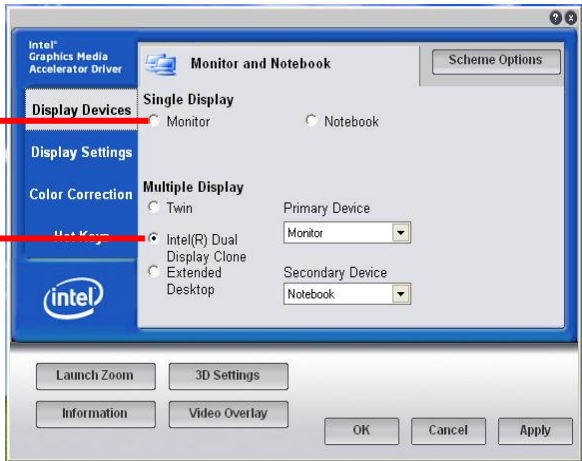 Intel®
Graphics Media
Accelerator Driver
Monitor and Notebook
Scheme Options
Display Devices
Display Settings
Color Correction
Hot Keys
Single Display
Monitor
Notebook
Multiple Display
Twin
Intel(R) Dual
Display Clone
Extended
Desktop
Primary Device
Monitor
Secondary Device
Notebook
intel
Launch Zoom
3D Settings
Information
Video Overlay
OK
Cancel
Apply